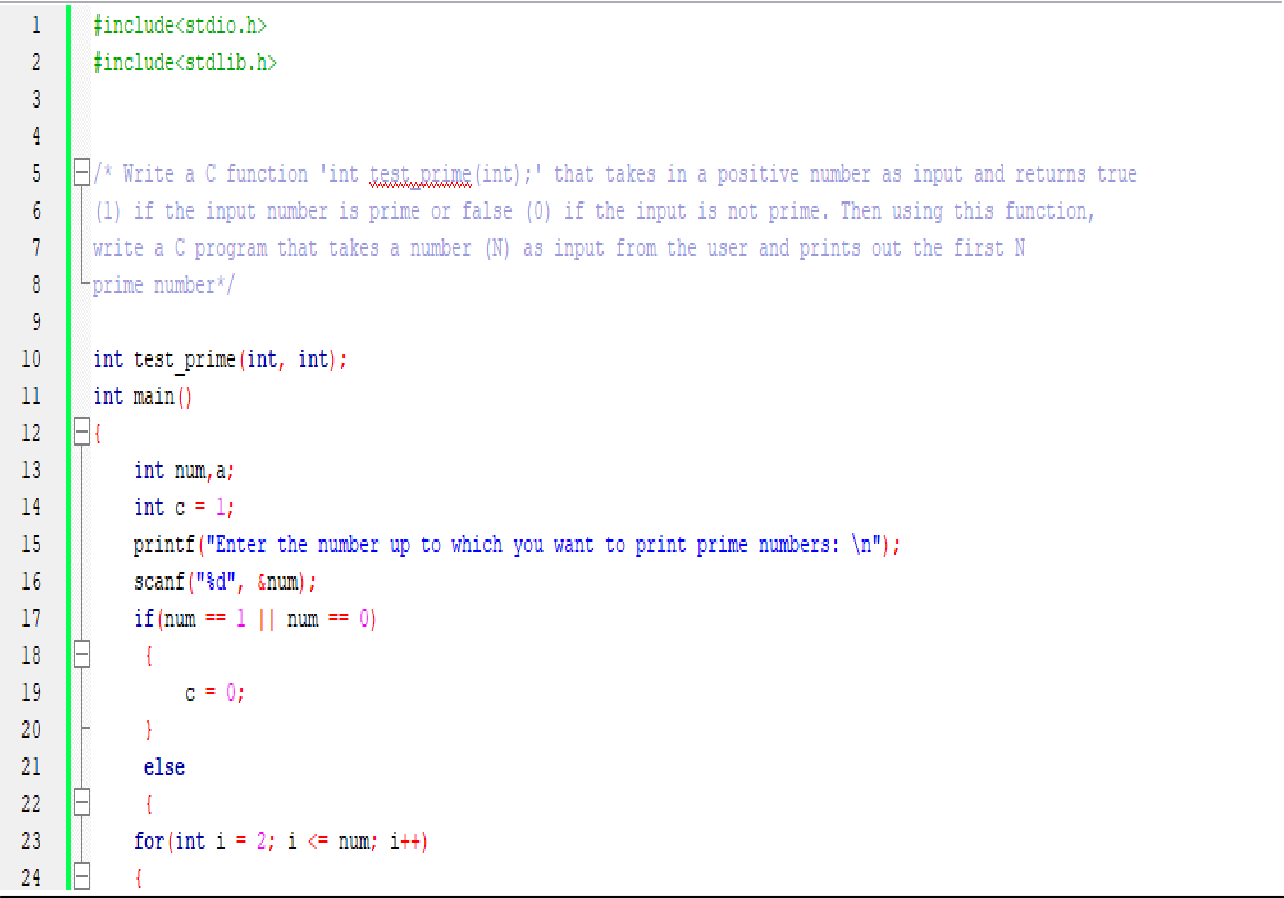 1 #include<stdio.h>
2 #include<stdlib.h>
3
4
5 /* Write a C function 'int test_prime(int);' that takes in a positive number as input and returns true
6 (1) if the input number is prime or false (0) if the input is not prime. Then using this function,
7 write a C program that takes a number (N) as input from the user and prints out the first N
8 prime number*/
9
10 int test_prime(int, int);
11 int main()
12 {
13 int num,a;
14 int c = 1;
15 printf("Enter the number up to which you want to print prime numbers: \n");
16 scanf("%d", &num);
17 if(num == 1 || num == 0)
18 {
19 c = 0;
20 }
21 else
22 {
23 for(int i = 2; i <= num; i++)
24 {